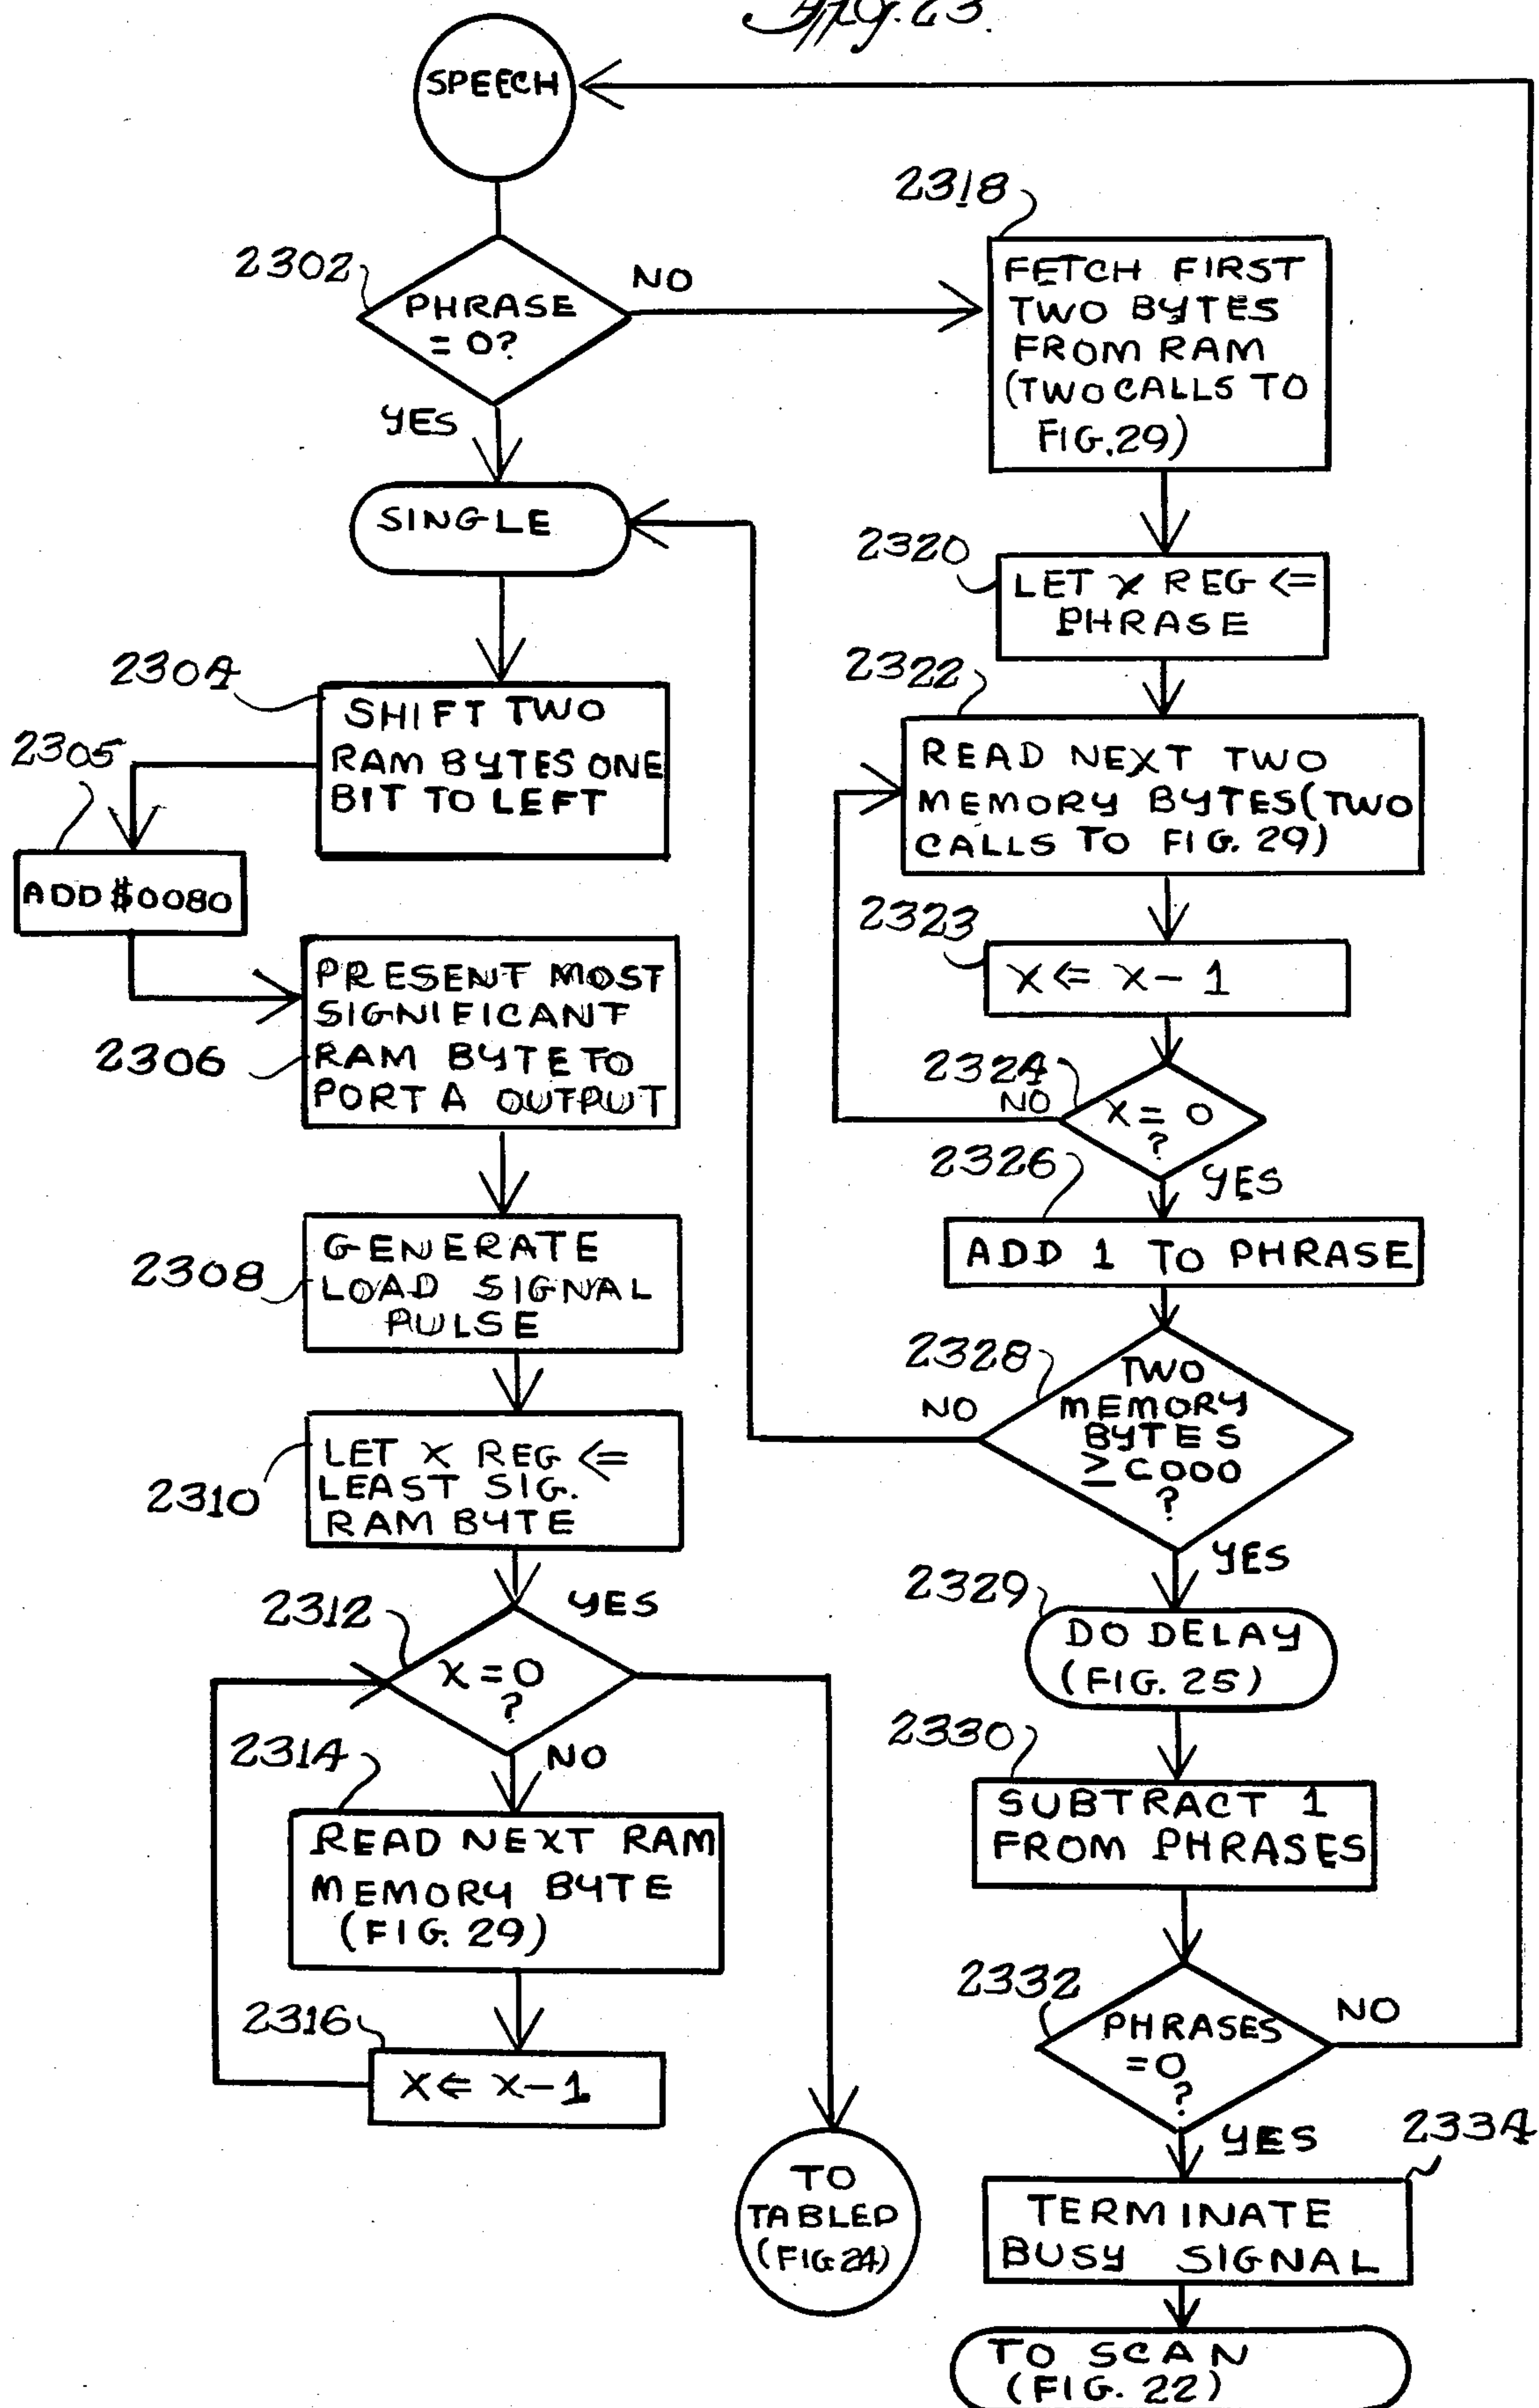 Fig. 23.
SPEECH
2302
PHRASE
= 0?
NO
YES
SINGLE
2304
SHIFT TWO
RAM BYTES ONE
BIT TO LEFT
2305
ADD $0080
2306
PRESENT MOST
SIGNIFICANT
RAM BYTE TO
PORT A OUTPUT
2308
GENERATE
LOAD SIGNAL
PULSE
2310
LET X REG <=
LEAST SIG.
RAM BYTE
2312
X = 0
?
YES
NO
2314
READ NEXT RAM
MEMORY BYTE
(FIG. 29)
2316
X <= X-1
TO
TABLED
(FIG 24)
2318
FETCH FIRST
TWO BYTES
FROM RAM
(TWO CALLS TO
FIG. 29)
2320
LET X REG <=
PHRASE
2322
READ NEXT TWO
MEMORY BYTES (TWO
CALLS TO FIG. 29)
2323
X <= X - 1
2324
NO
X = 0
?
YES
2326
ADD 1 TO PHRASE
2328
TWO
MEMORY
BYTES
≥ C000
?
NO
YES
2329
DO DELAY
(FIG. 25)
2330
SUBTRACT 1
FROM PHRASES
2332
PHRASES
= 0
?
NO
YES
2334
TERMINATE
BUSY SIGNAL
TO SCAN
(FIG. 22)